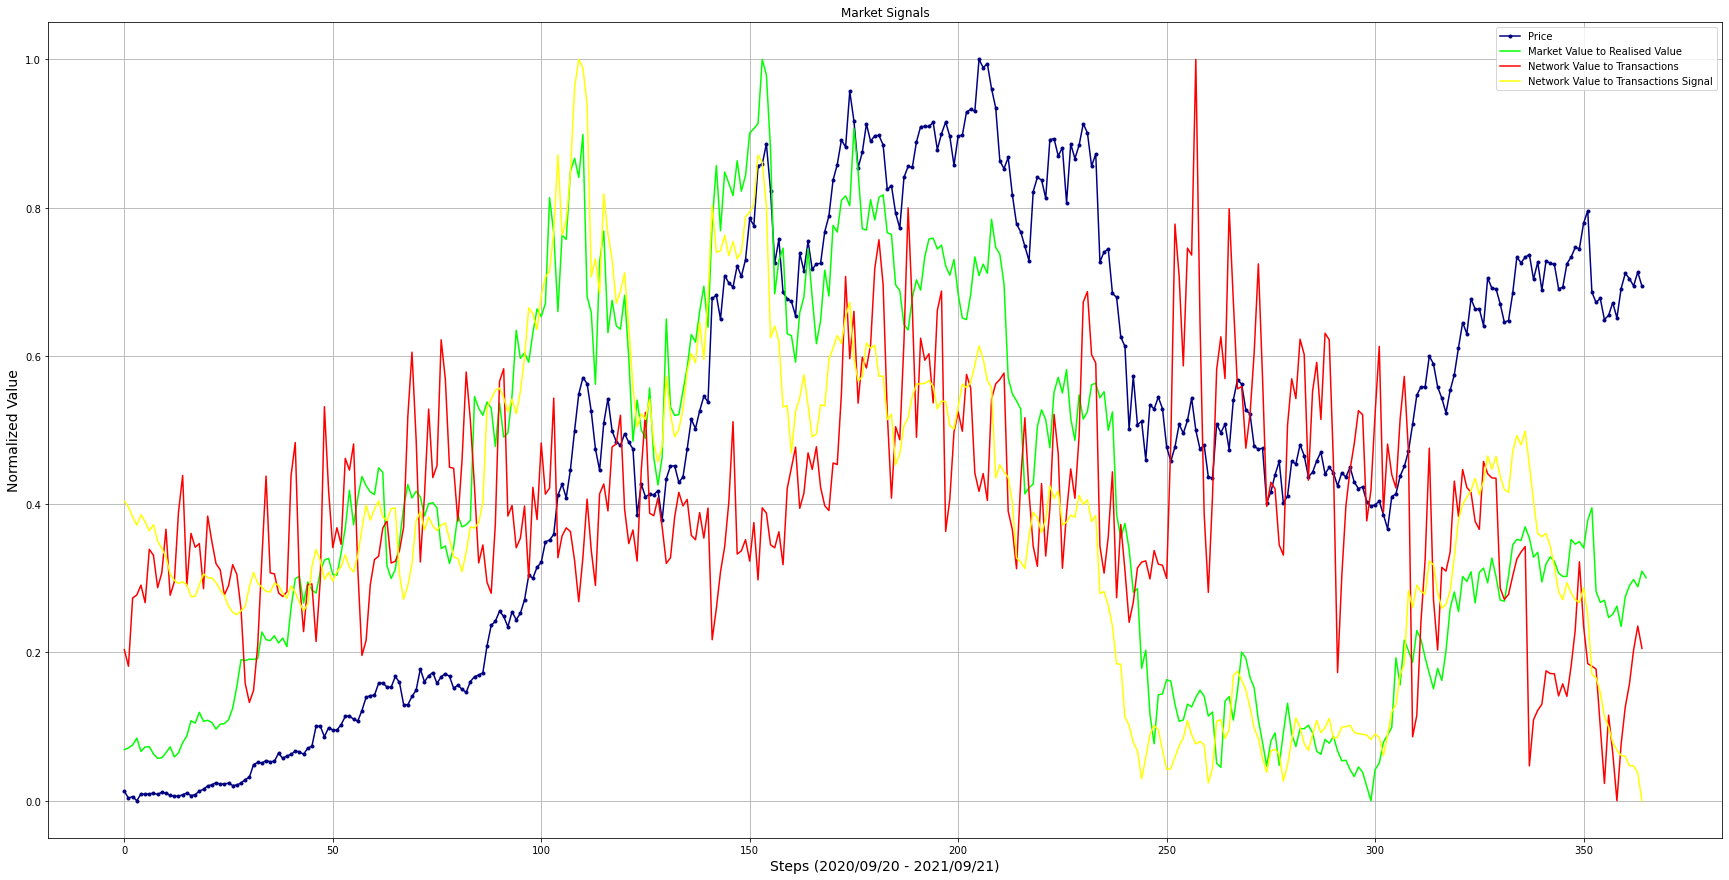 Market Signals
Price
Market Value to Realised Value
Network Value to Transactions
Network Value to Transactions Signal
1.0
0.8
0.6
0.4
0.2
0.0
Normalized Value
0 50 100 150 200 250 300 350
Steps (2020/09/20 - 2021/09/21)